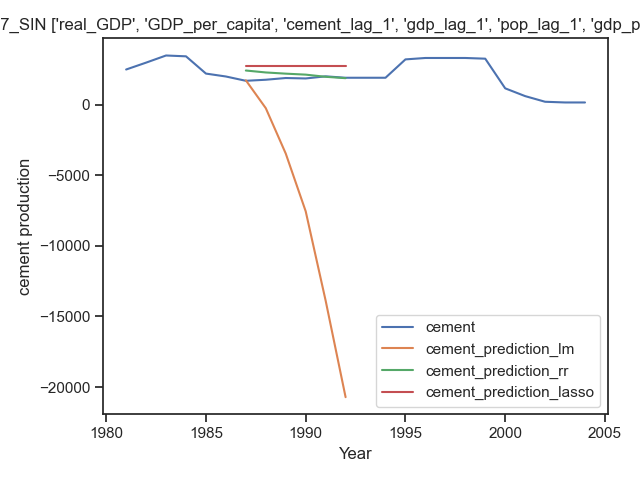 7_SIN ['real_GDP', 'GDP_per_capita', 'cement_lag_1', 'gdp_lag_1', 'pop_lag_1', 'gdp_p
0
−5000
−10000
−15000
−20000
cement production
cement
cement_prediction_lm
cement_prediction_rr
cement_prediction_lasso
1980 1985 1990 1995 2000 2005
Year